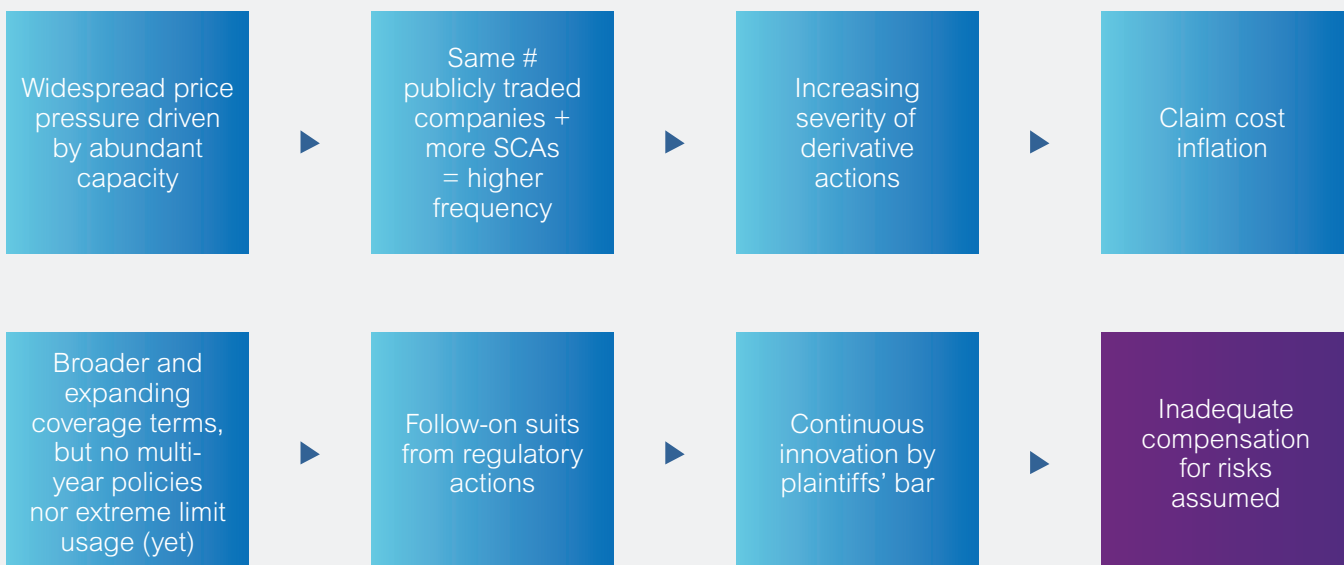 Widespread price
pressure driven
by abundant
capacity
Same #
publicly traded
companies +
more SCAs
= higher
frequency
Increasing
severity of
derivative
actions
Claim cost
inflation
Broader and
expanding
coverage terms,
but no multi-
year policies
nor extreme limit
usage (yet)
Follow-on suits
from regulatory
actions
Continuous
innovation by
plaintiffs’ bar
Inadequate
compensation
for risks
assumed